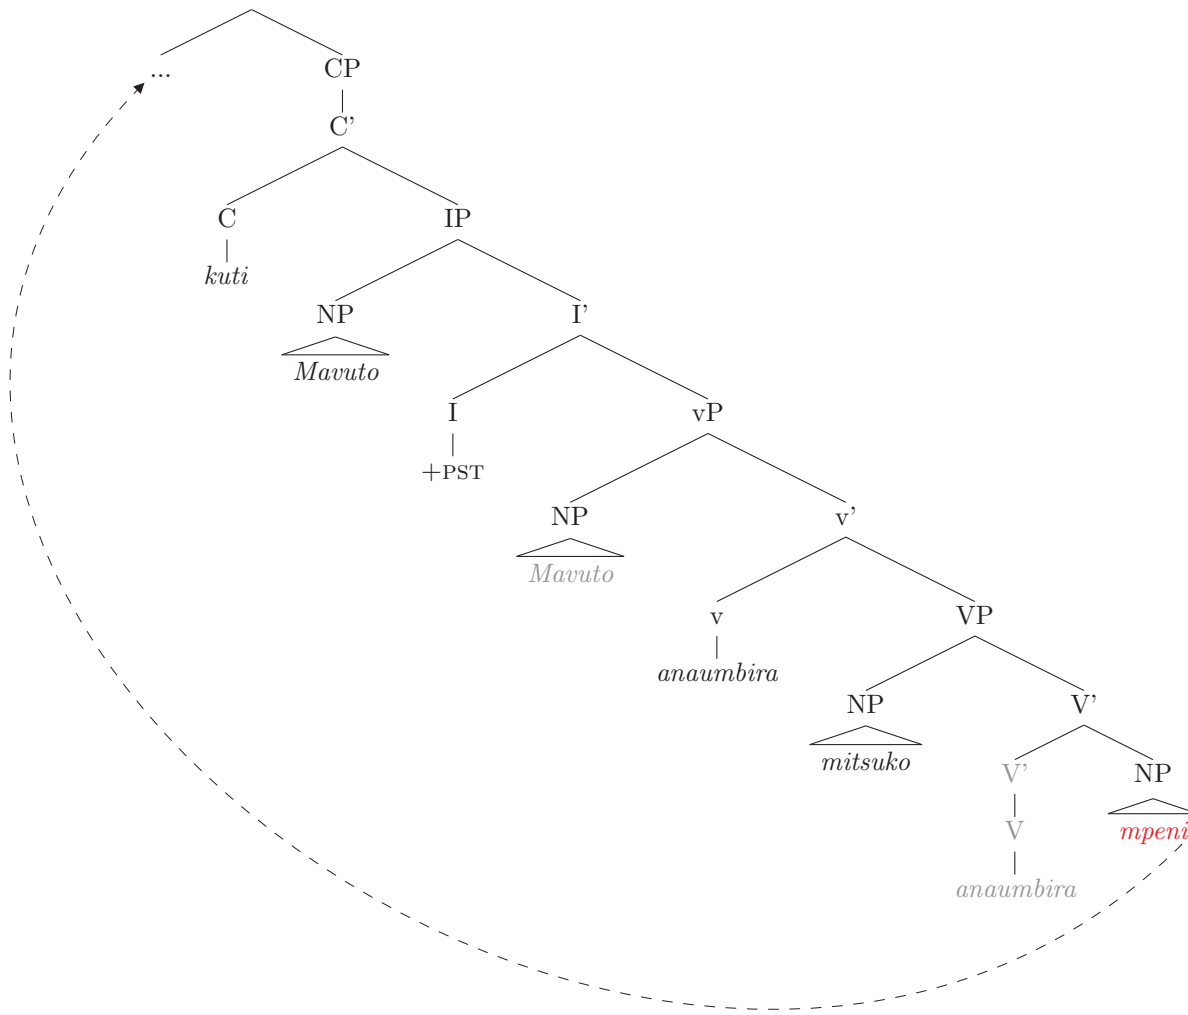 ... CP
C'
C IP
kuti
NP I'
Mavuto
I vP
+PST
NP v'
Mavuto
v VP
anaumbira
NP V'
mitsuko
V' NP
V mpeni
anaumbira